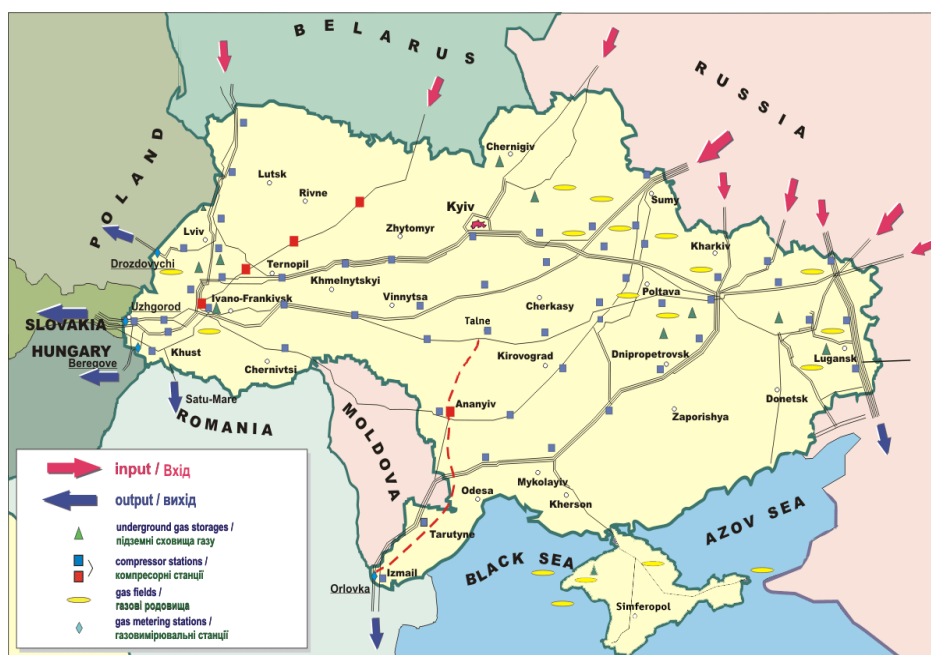 BELARUS
RUSSIA
POLAND
Chernigiv
Lutsk
Rivne
Sumy
Kyiv
Zhytomyr
Lviv
Kharkiv
Drozdovychi
Ternopil
Khmelnytskyi
Poltava
Uzhgorod
Ivano-Frankivsk
Vinnytsa
Cherkasy
SLOVAKIA
Talne
HUNGARY
Khust
Kirovograd
Dnipropetrovsk
Lugansk
Beregove
Chernivtsi
Satu-Mare
Ananyiv
Donetsk
Zaporishya
ROMANIA
MOLDOVA
Mykolayiv
Odesa
Kherson
AZOV SEA
Tarutyne
BLACK SEA
Izmail
Orlovka
Simferopol
input / Вхід
output / вихід
underground gas storages /
підземні сховища газу
compressor stations /
компресорні станції
gas fields /
газові родовища
gas metering stations /
газовимірювальні станції